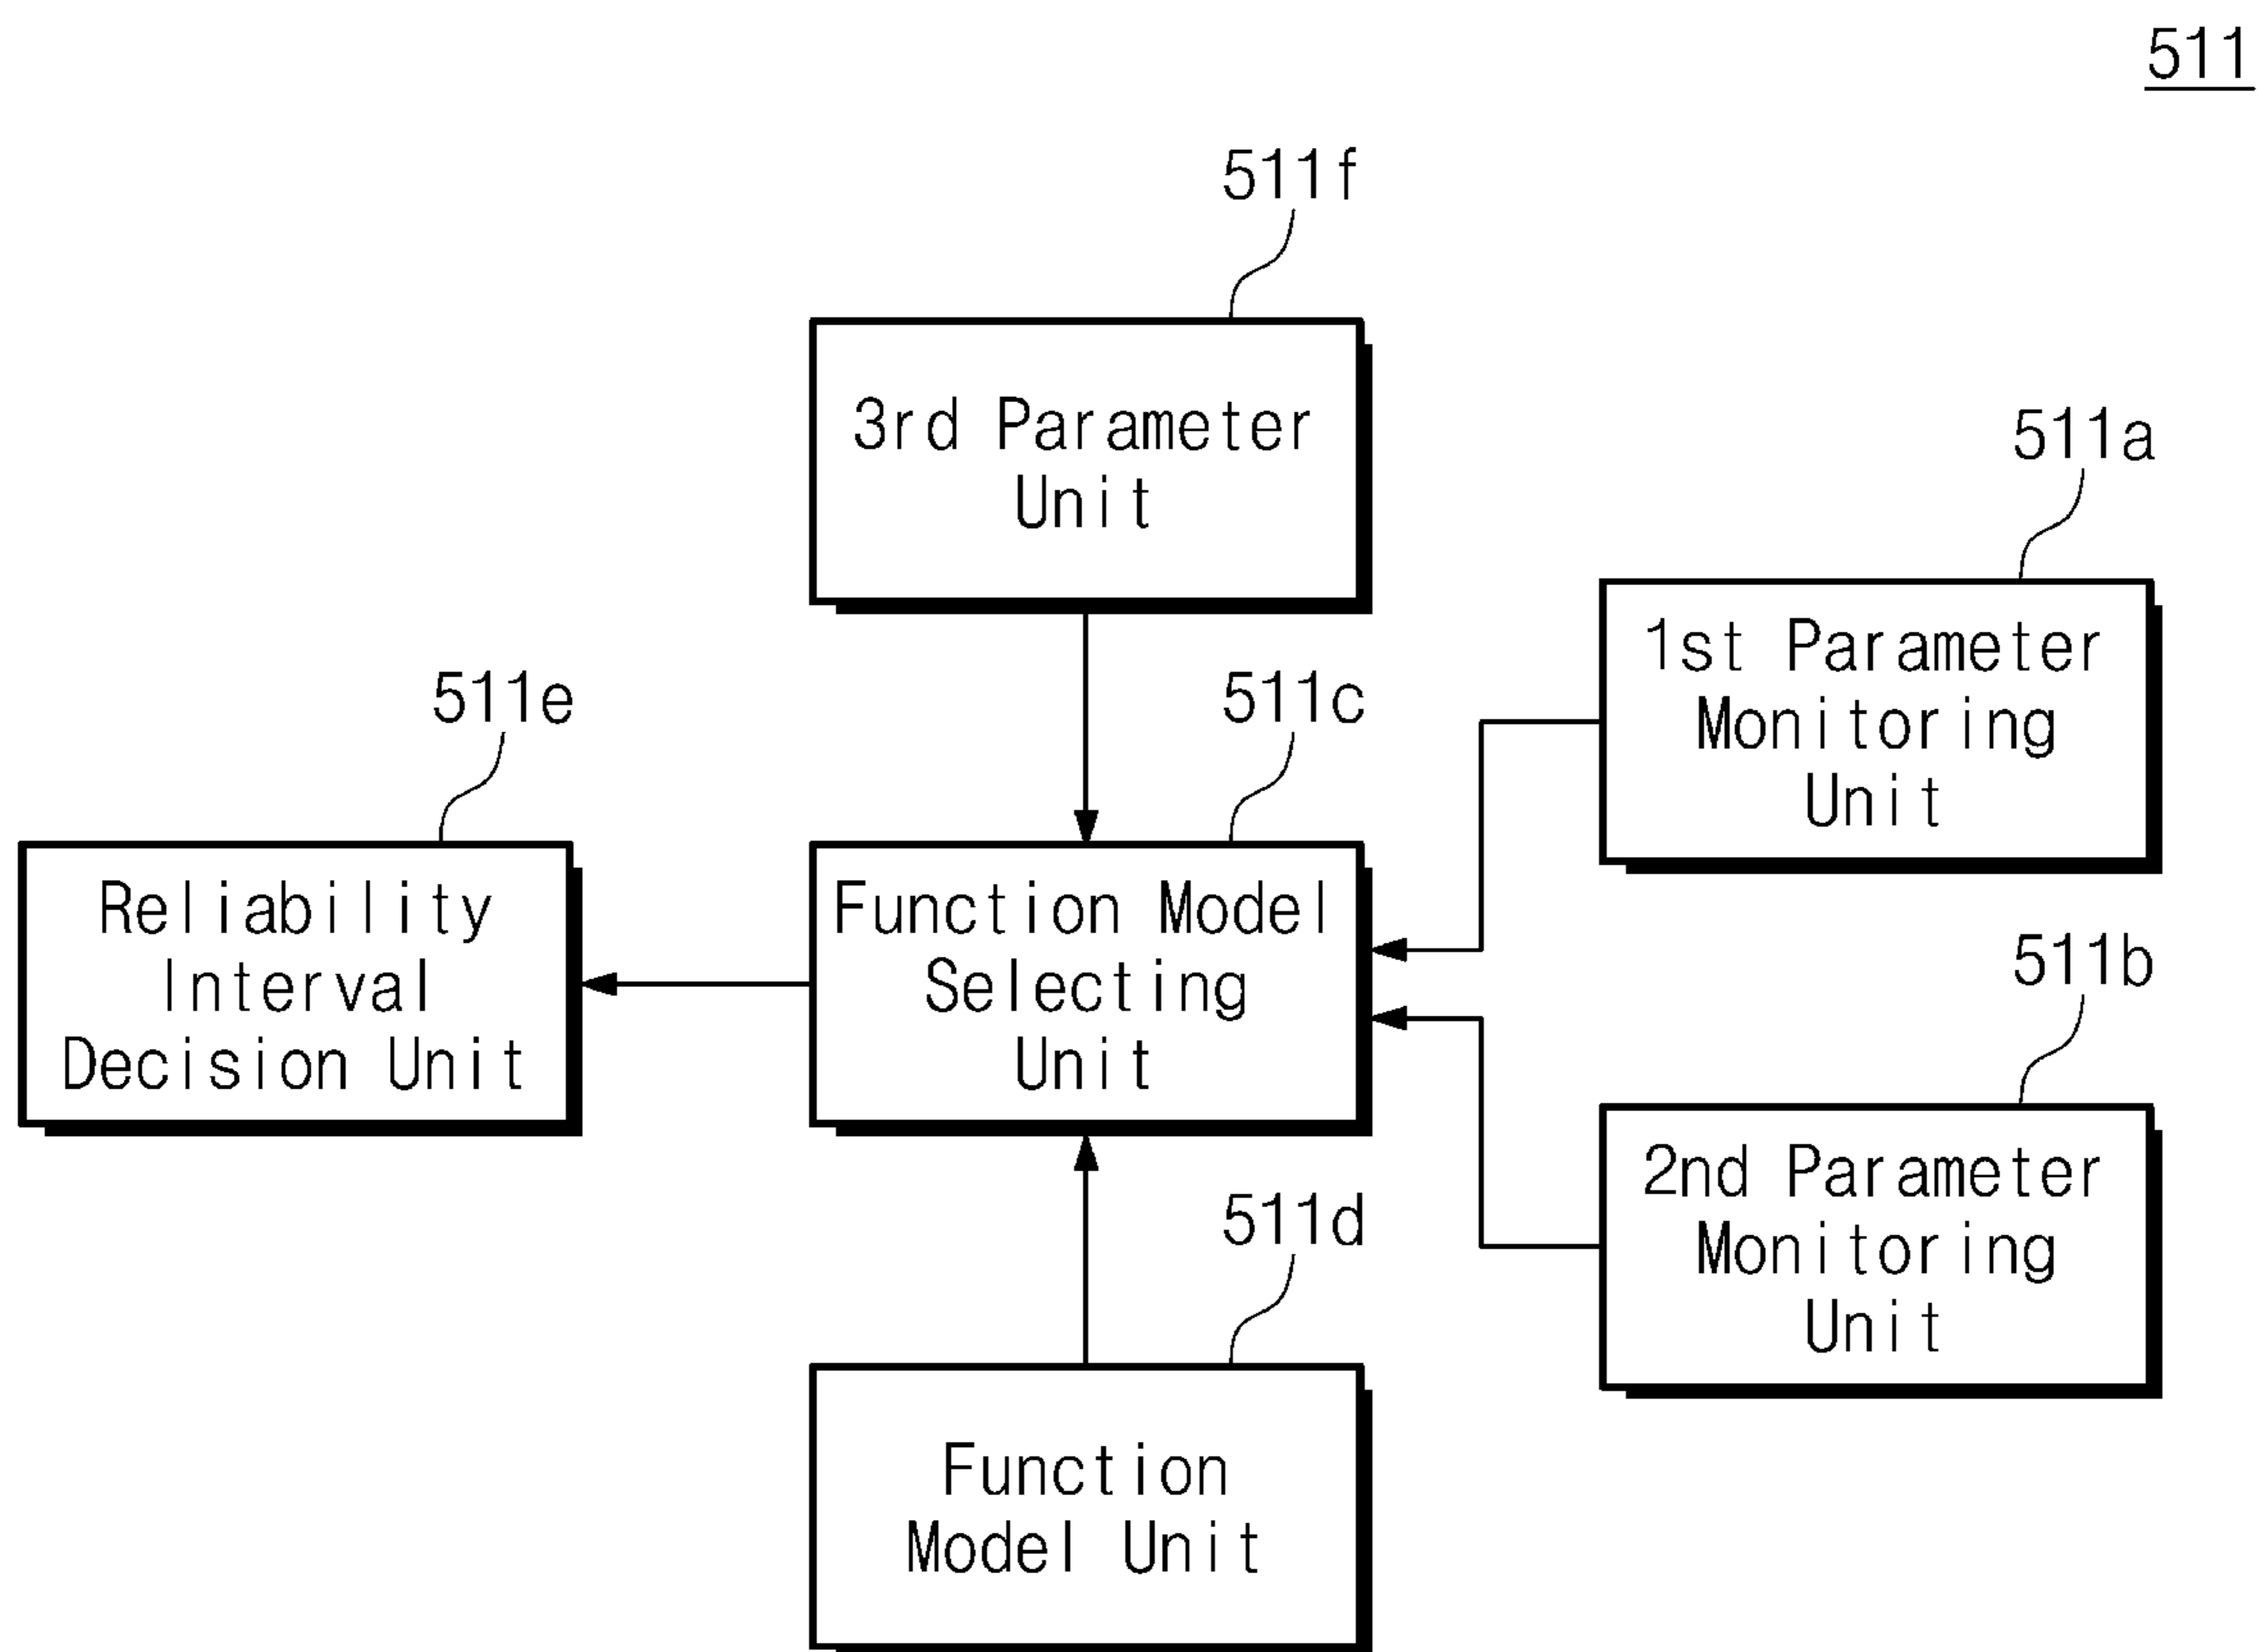 511
511f
3rd Parameter
Unit
511a
1st Parameter
Monitoring
Unit
511e
511c
Reliability
Interval
Decision Unit
Function Model
Selecting
Unit
511b
2nd Parameter
Monitoring
Unit
511d
Function
Model Unit